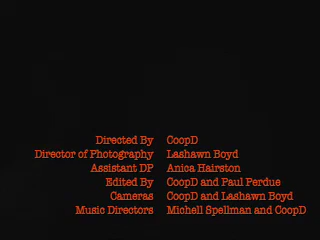 Directed By CoopD
Director of Photography Lashawn Boyd
Assistant DP Anica Hairston
Edited By CoopD and Paul Perdue
Cameras CoopD and Lashawn Boyd
Music Directors Michell Spellman and CoopD